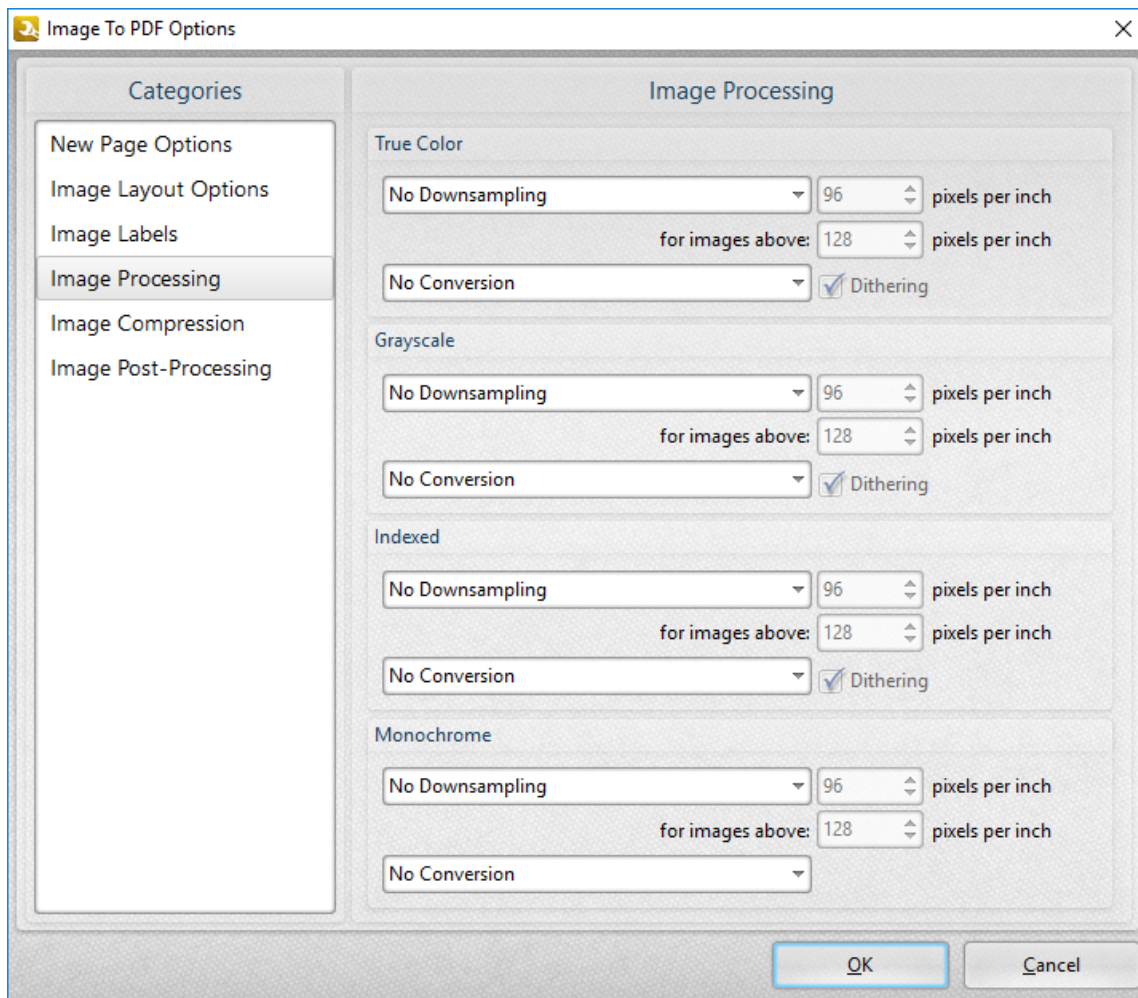 Image To PDF Options
Categories
New Page Options
Image Layout Options
Image Labels
Image Processing
Image Compression
Image Post-Processing
Image Processing
True Color
No Downsampling 96 pixels per inch
for images above: 128 pixels per inch
No Conversion Dithering
Grayscale
No Downsampling 96 pixels per inch
for images above: 128 pixels per inch
No Conversion Dithering
Indexed
No Downsampling 96 pixels per inch
for images above: 128 pixels per inch
No Conversion Dithering
Monochrome
No Downsampling 96 pixels per inch
for images above: 128 pixels per inch
No Conversion
OK Cancel